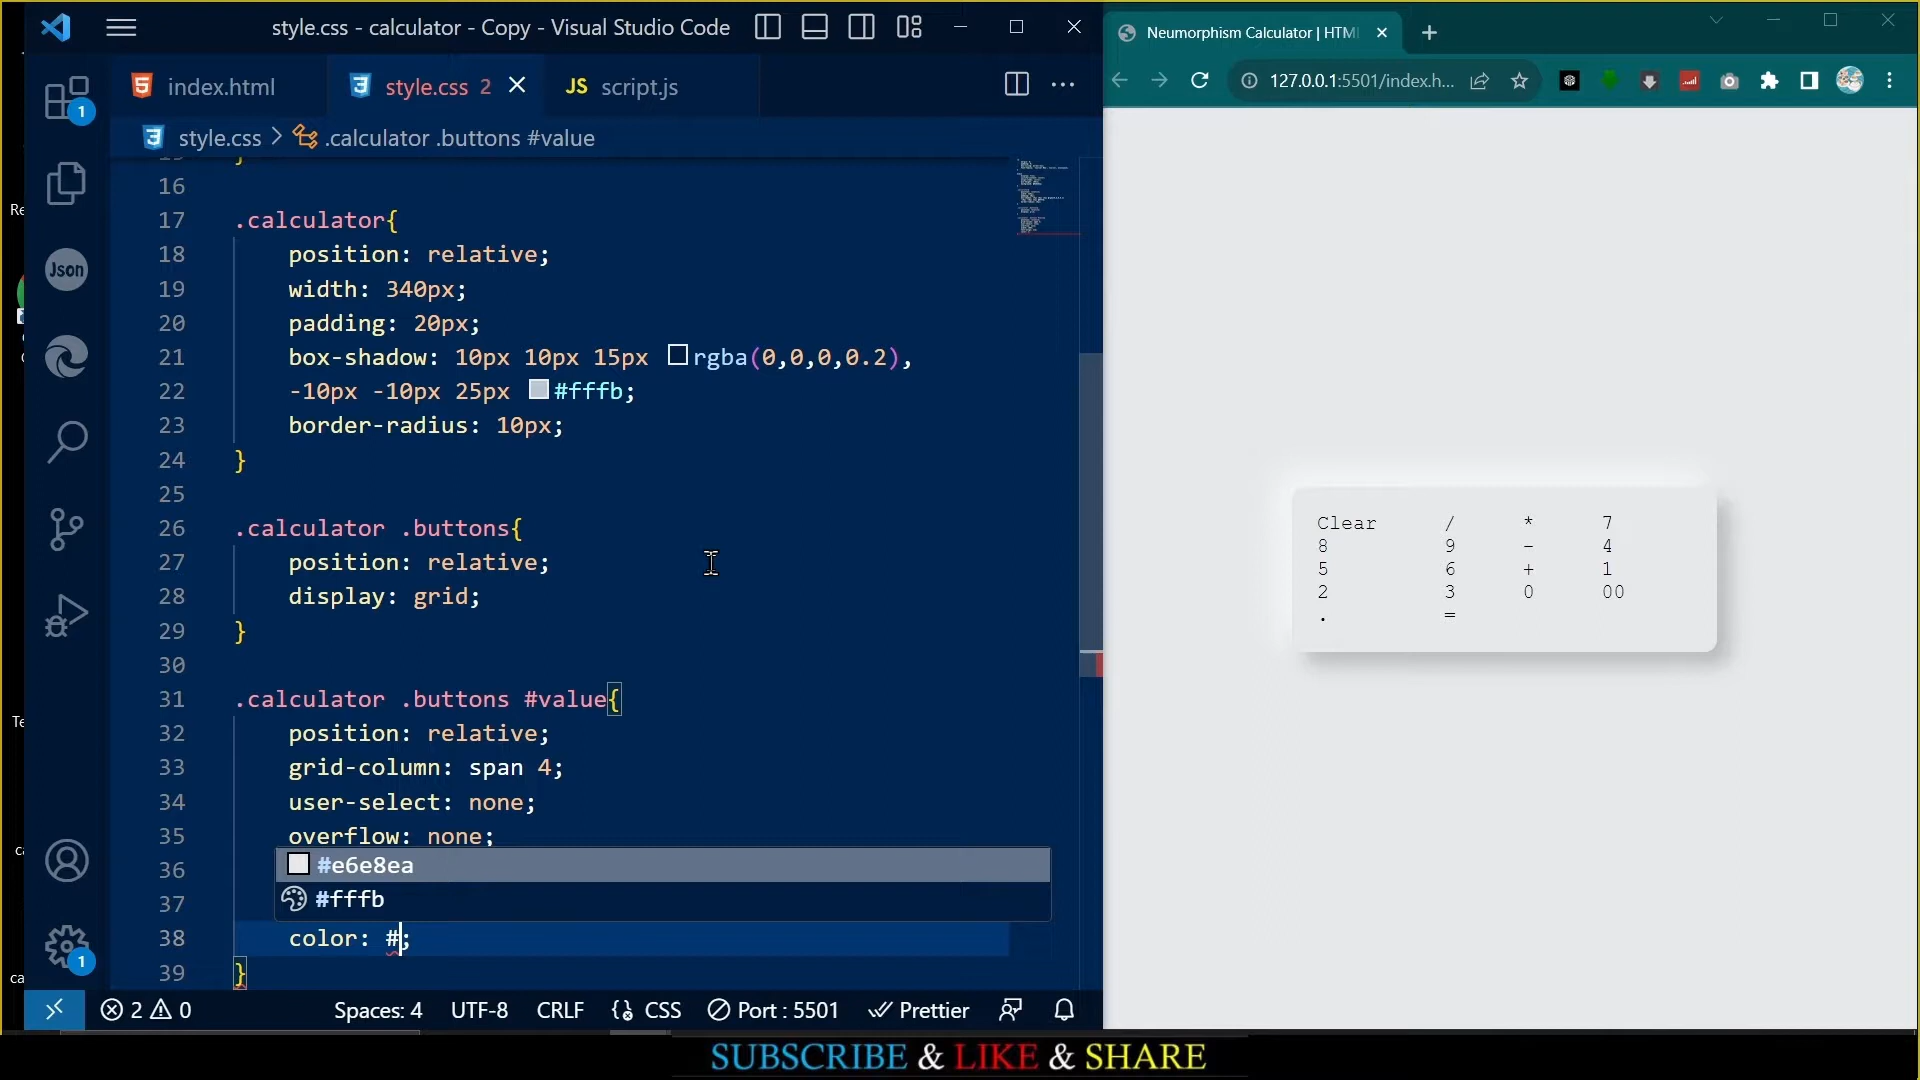 style.css - calculator - Copy - Visual Studio Code
index.html
style.css 2
JS script.js
style.css > .calculator .buttons #value
16
17 .calculator{
18 position: relative;
19 width: 340px;
20 padding: 20px;
21 box-shadow: 10px 10px 15px rgba(0,0,0,0.2),
22 -10px -10px 25px #fffb;
23 border-radius: 10px;
24 }
25
26 .calculator .buttons{
27 position: relative;
28 display: grid;
29 }
30
31 .calculator .buttons #value{
32 position: relative;
33 grid-column: span 4;
34 user-select: none;
35 overflow: none;
36
#e6e8ea
37
#fffb
38 color: #;
39 }
1
Json
1
2 0
Spaces: 4 UTF-8 CRLF CSS Port : 5501 Prettier
Neumorphism Calculator | HTM
127.0.0.1:5501/index.h...
Clear / * 7
8 9 - 4
5 6 + 1
2 3 0 00
. =
SUBSCRIBE & LIKE & SHARE